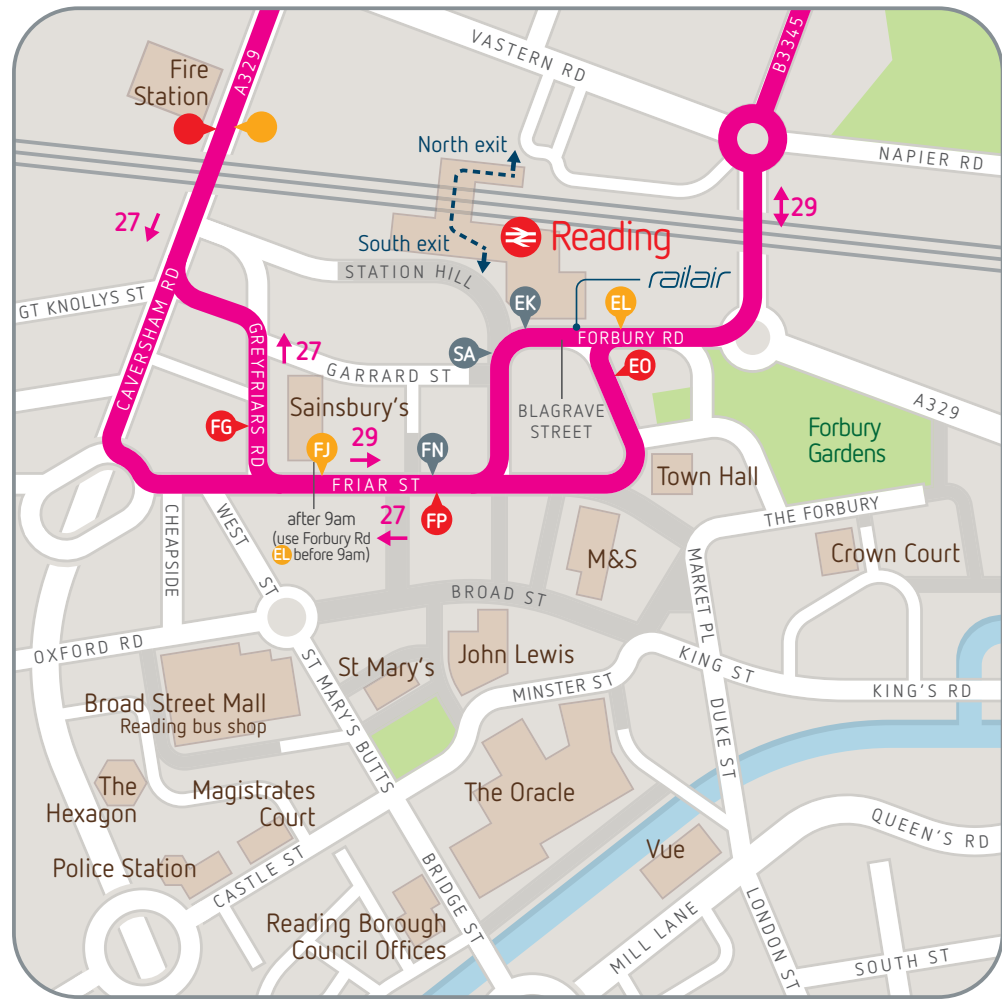 VASTERN RD
A329
B3345
Fire
Station
North exit
NAPIER RD
27
29
South exit
Reading
STATION HILL
railair
GT KNOLLYS ST
EK
EL
FORBURY RD
CAVERSHAM RD
GREYFRIARS RD
27
SA
EO
GARRARD ST
BLAGRAVE
STREET
A329
Sainsbury's
Forbury
Gardens
FG
FJ
29
FN
Town Hall
FRIAR ST
after 9am
(use Forbury Rd
EL before 9am)
27
FP
CHEAPSIDE
WEST ST
THE FORBURY
M&S
Crown Court
MARKET PL
BROAD ST
OXFORD RD
St Mary's
John Lewis
KING ST
MINSTER ST
KING'S RD
ST MARY'S BUTTS
Broad Street Mall
Reading bus shop
DUKE ST
The
Hexagon
Magistrates
Court
The Oracle
QUEEN'S RD
Vue
Police Station
CASTLE ST
BRIDGE ST
Reading Borough
Council Offices
MILL LANE
LONDON ST
SOUTH ST